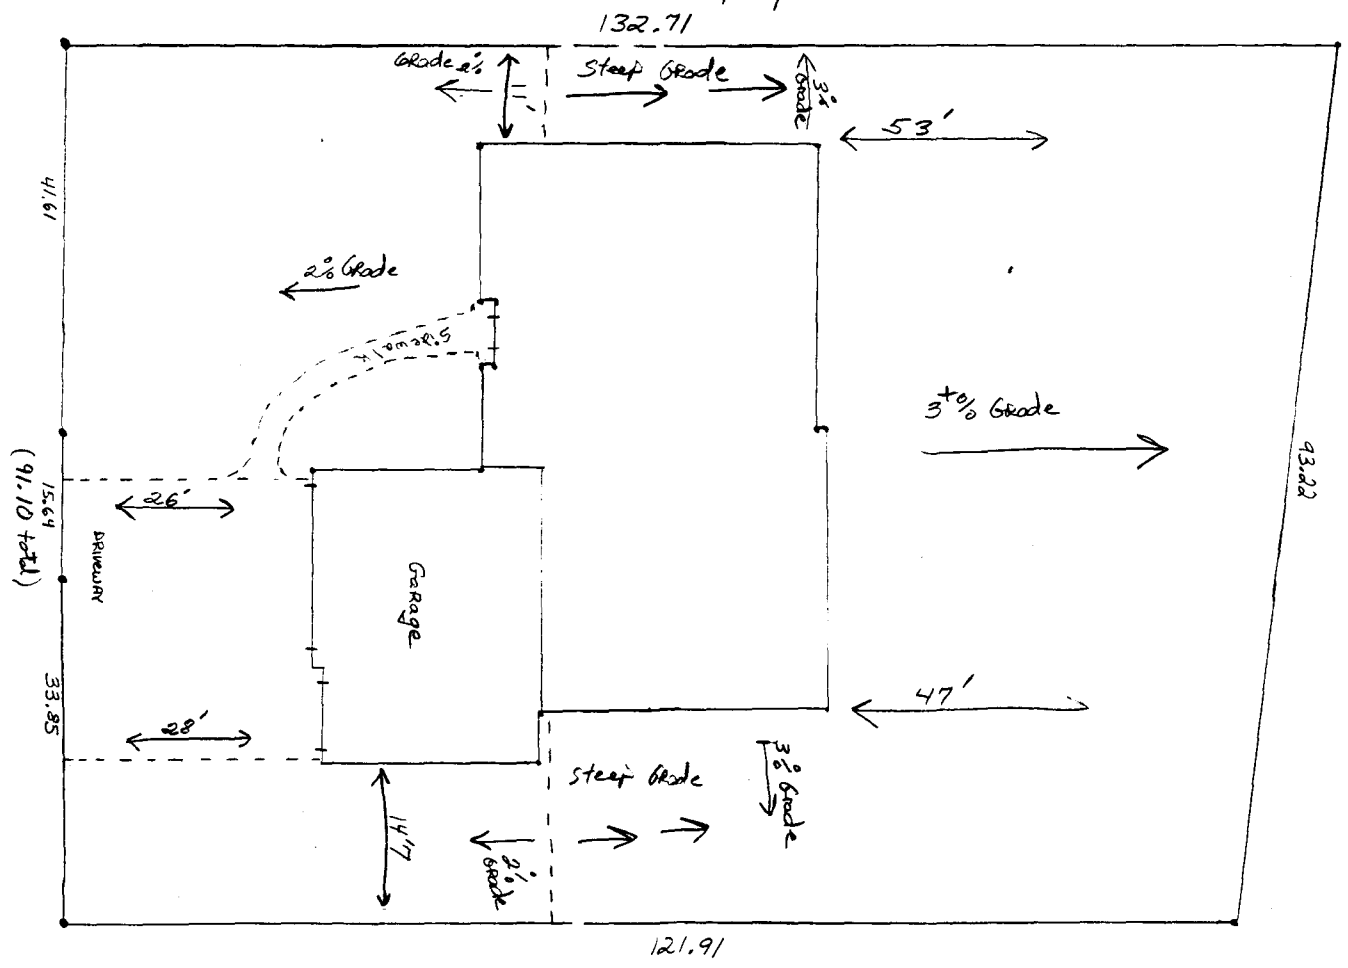 132.71
Grade 2%
11'
Steep Grade
3%
Grade
53'
41.61
2% Grade
Sidewalk
3+% Grade
93.22
15.64
(91.10 total)
26'
DRIVEWAY
Garage
33.85
28'
47'
14'7
Steep Grade
3% Grade
2%
Grade
121.91